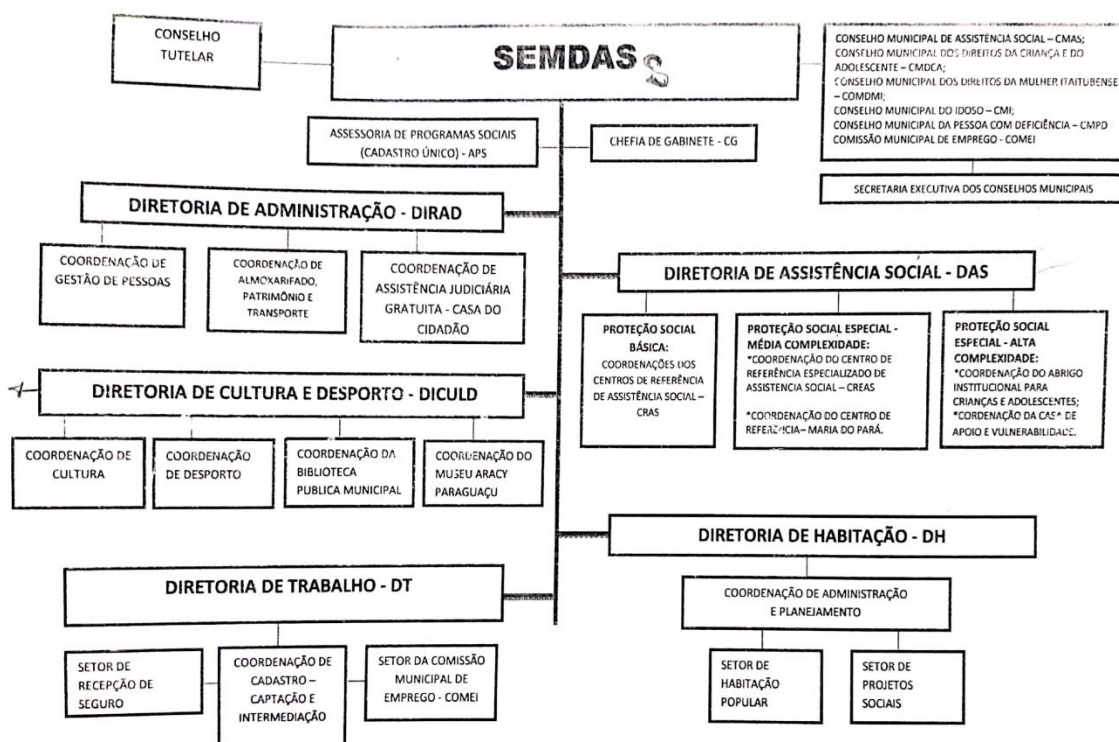 CONSELHO
TUTELAR
SEMDAS
S
CONSELHO MUNICIPAL DE ASSISTÊNCIA SOCIAL – CMAS;
CONSELHO MUNICIPAL DOS DIREITOS DA CRIANÇA E DO
ADOLESCENTE – CMDCA;
CONSELHO MUNICIPAL DOS DIREITOS DA MULHER ITAITUBENSE
– COMDMI;
CONSELHO MUNICIPAL DO IDOSO – CMI;
CONSELHO MUNICIPAL DA PESSOA COM DEFICIÊNCIA – CMPD
COMISSÃO MUNICIPAL DE EMPREGO - COMEI
ASSESSORIA DE PROGRAMAS SOCIAIS
(CADASTRO ÚNICO) - APS
CHEFIA DE GABINETE - CG
SECRETARIA EXECUTIVA DOS CONSELHOS MUNICIPAIS
DIRETORIA DE ADMINISTRAÇÃO - DIRAD
COORDENAÇÃO DE
GESTÃO DE PESSOAS
COORDENAÇÃO DE
ALMOXARIFADO,
PATRIMÔNIO E
TRANSPORTE
COORDENAÇÃO DE
ASSISTÊNCIA JUDICIÁRIA
GRATUITA - CASA DO
CIDADÃO
DIRETORIA DE ASSISTÊNCIA SOCIAL - DAS
PROTEÇÃO SOCIAL
BÁSICA:
COORDENAÇÕES DOS
CENTROS DE REFERÊNCIA
DE ASSISTÊNCIA SOCIAL –
CRAS
PROTEÇÃO SOCIAL ESPECIAL -
MÉDIA COMPLEXIDADE:
*COORDENAÇÃO DO CENTRO DE
REFERÊNCIA ESPECIALIZADO DE
ASSISTENCIA SOCIAL – CREAS
*COORDENAÇÃO DO CENTRO DE
REFERENCIA– MARIA DO PARÁ.
PROTEÇÃO SOCIAL
ESPECIAL - ALTA
COMPLEXIDADE:
*COORDENAÇÃO DO ABRIGO
INSTITUCIONAL PARA
CRIANÇAS E ADOLESCENTES;
*CORDENAÇÃO DA CASA DE
APOIO E VULNERABILIDADE.
DIRETORIA DE CULTURA E DESPORTO - DICULD
COORDENAÇÃO DE
CULTURA
COORDENAÇÃO
DE DESPORTO
COORDENAÇÃO DA
BIBLIOTECA
PUBLICA MUNICIPAL
COORDENAÇÃO DO
MUSEU ARACY
PARAGUAÇU
DIRETORIA DE HABITAÇÃO - DH
COORDENAÇÃO DE ADMINISTRAÇÃO
E PLANEJAMENTO
SETOR DE
HABITAÇÃO
POPULAR
SETOR DE
PROJETOS
SOCIAIS
DIRETORIA DE TRABALHO - DT
SETOR DE
RECEPÇÃO DE
SEGURO
COORDENAÇÃO DE
CADASTRO –
CAPTAÇÃO E
INTERMEDIAÇÃO
SETOR DA COMISSÃO
MUNICIPAL DE
EMPREGO - COMEI